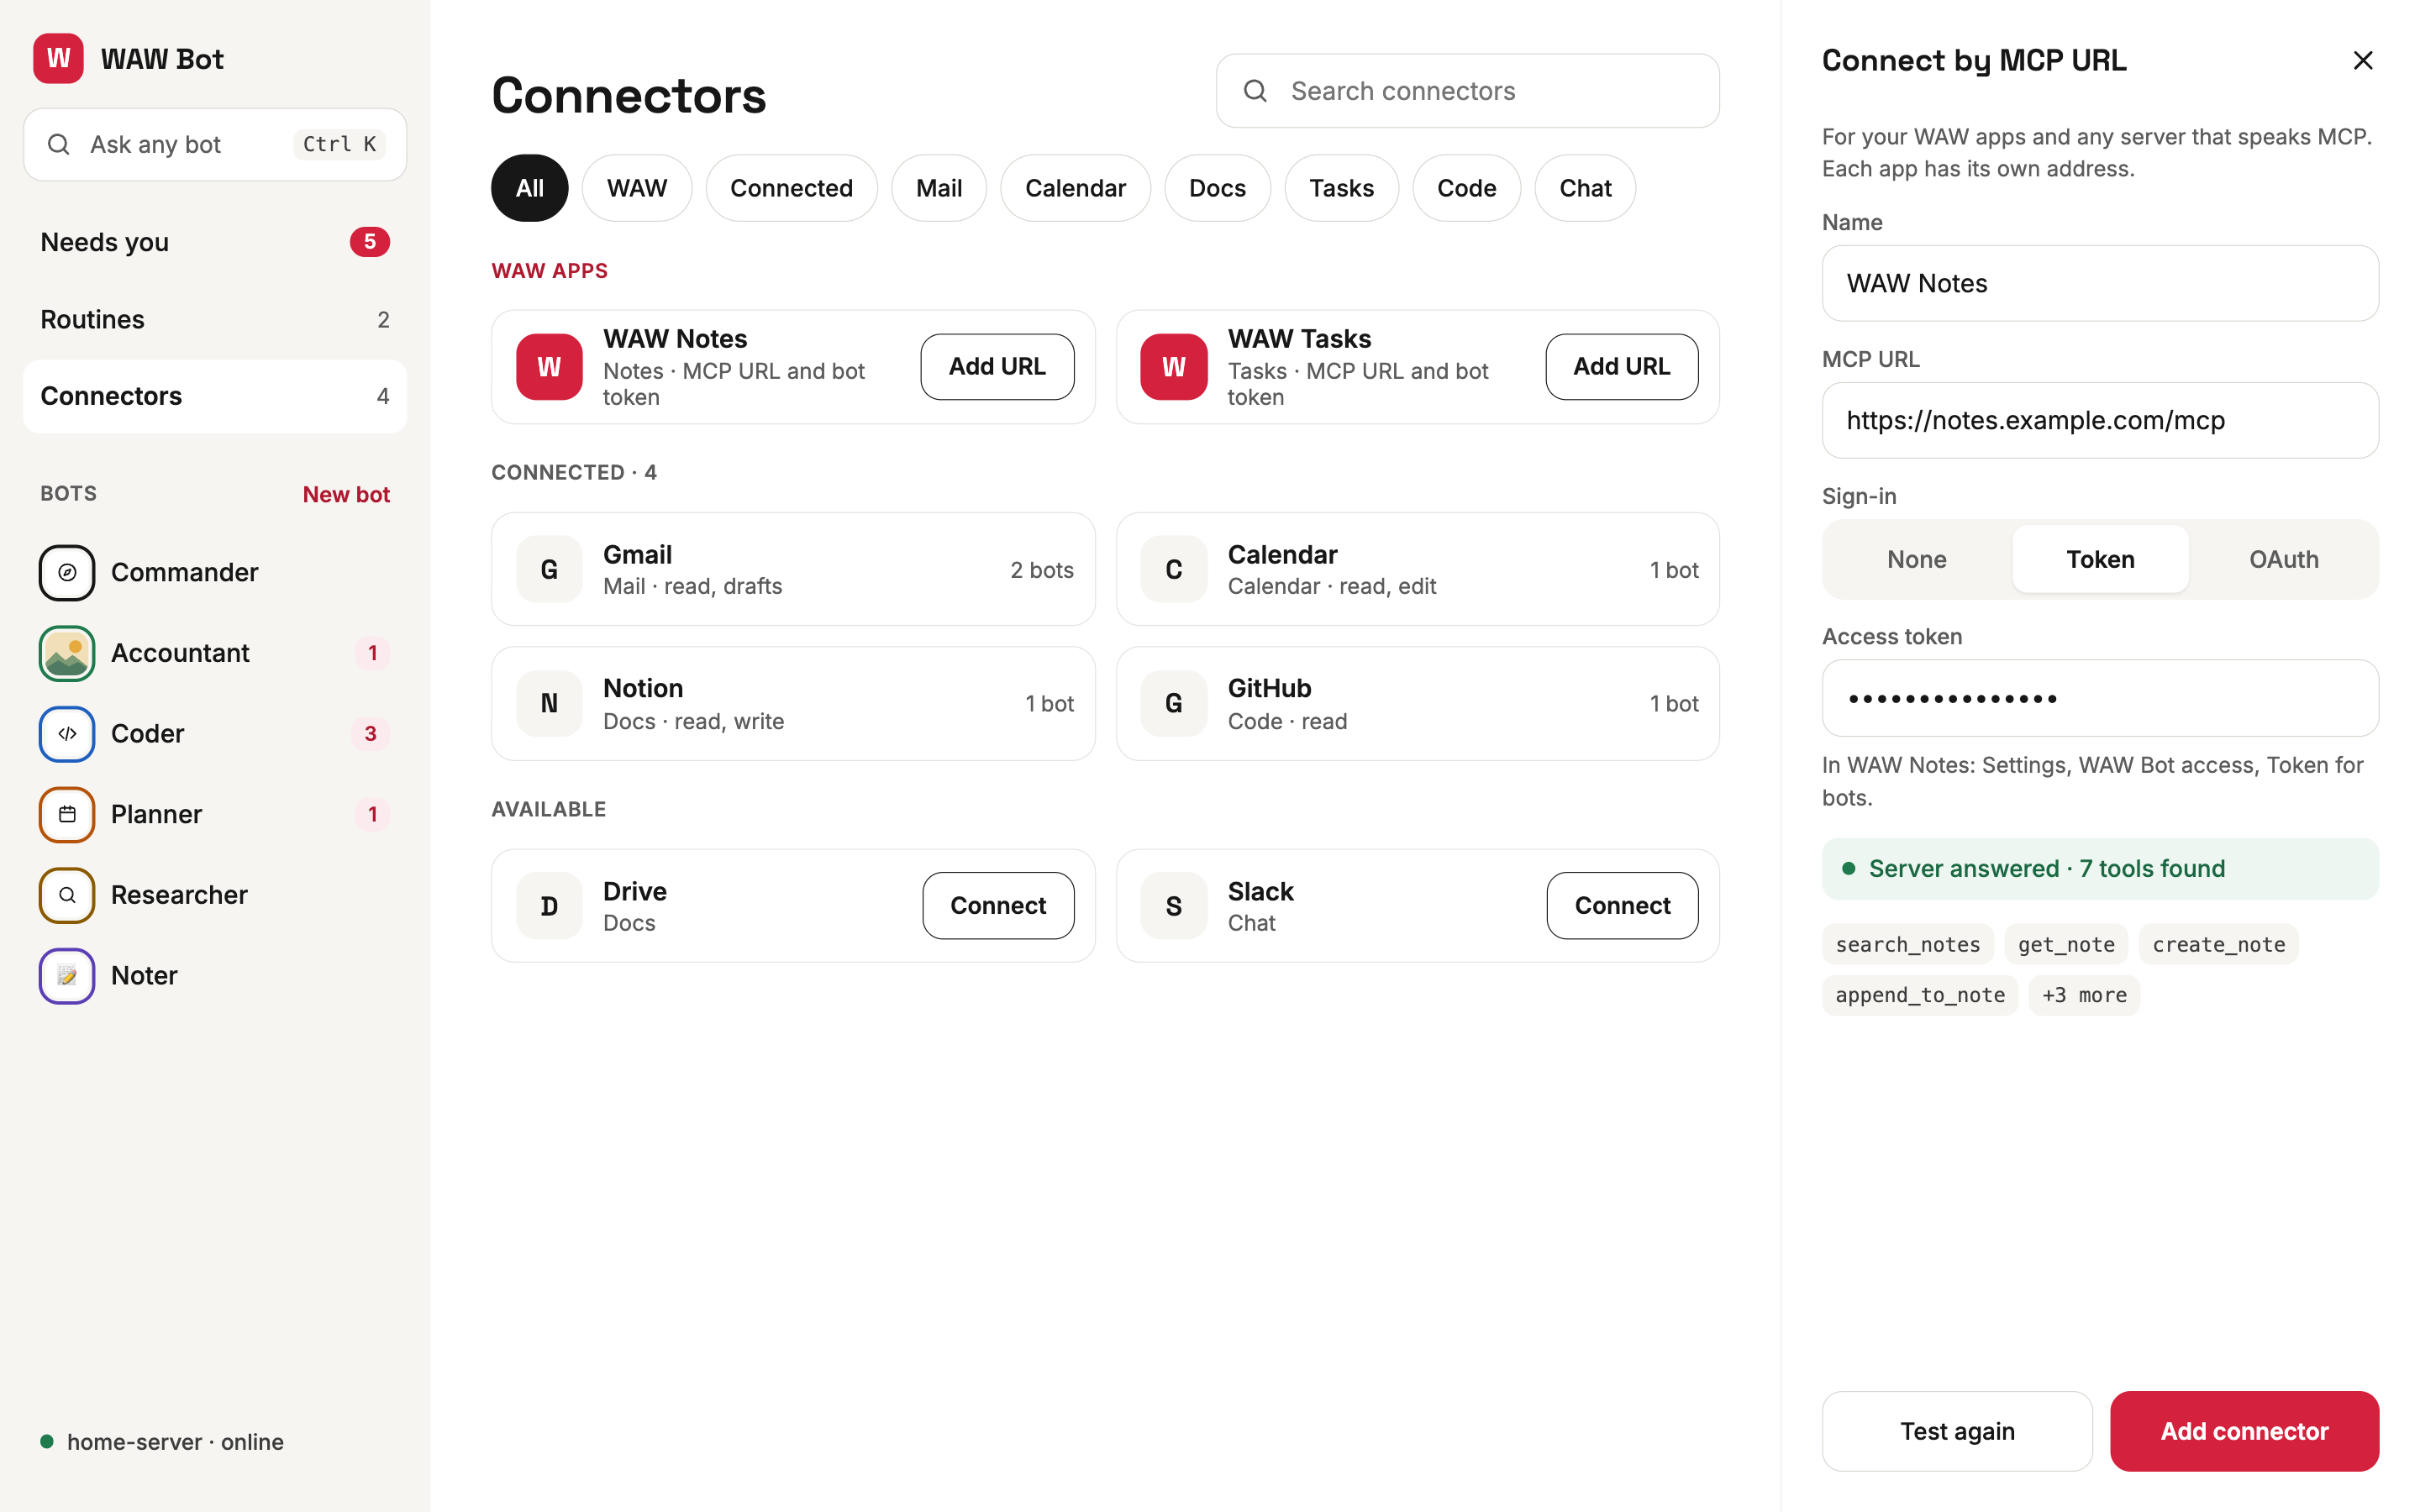 W
WAW Bot
Ask any bot
Ctrl K
Needs you
5
Routines
2
Connectors
4
BOTS
New bot
Commander
Accountant
1
Coder
3
Planner
1
Researcher
Noter
home-server · online
Connectors
Search connectors
All
WAW
Connected
Mail
Calendar
Docs
Tasks
Code
Chat
WAW APPS
W
WAW Notes
Notes · MCP URL and bot
token
Add URL
W
WAW Tasks
Tasks · MCP URL and bot
token
Add URL
CONNECTED · 4
G
Gmail
Mail · read, drafts
2 bots
C
Calendar
Calendar · read, edit
1 bot
N
Notion
Docs · read, write
1 bot
G
GitHub
Code · read
1 bot
AVAILABLE
D
Drive
Docs
Connect
S
Slack
Chat
Connect
Connect by MCP URL
For your WAW apps and any server that speaks MCP.
Each app has its own address.
Name
WAW Notes
MCP URL
https://notes.example.com/mcp
Sign-in
None
Token
OAuth
Access token
•••••••••••••••
In WAW Notes: Settings, WAW Bot access, Token for
bots.
Server answered · 7 tools found
search_notes
get_note
create_note
append_to_note
+3 more
Test again
Add connector